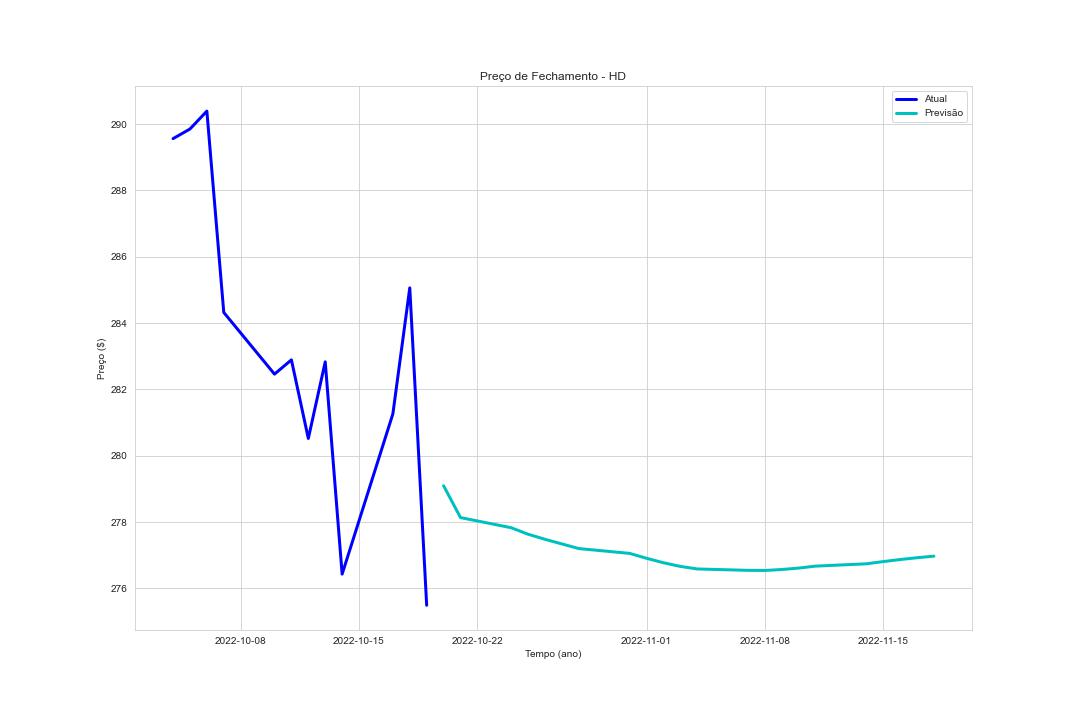 Preço de Fechamento - HD
Atual
Previsão
290
288
286
284
282
280
278
276
Preço ($)
2022-10-08
2022-10-15
2022-10-22
2022-11-01
2022-11-08
2022-11-15
Tempo (ano)